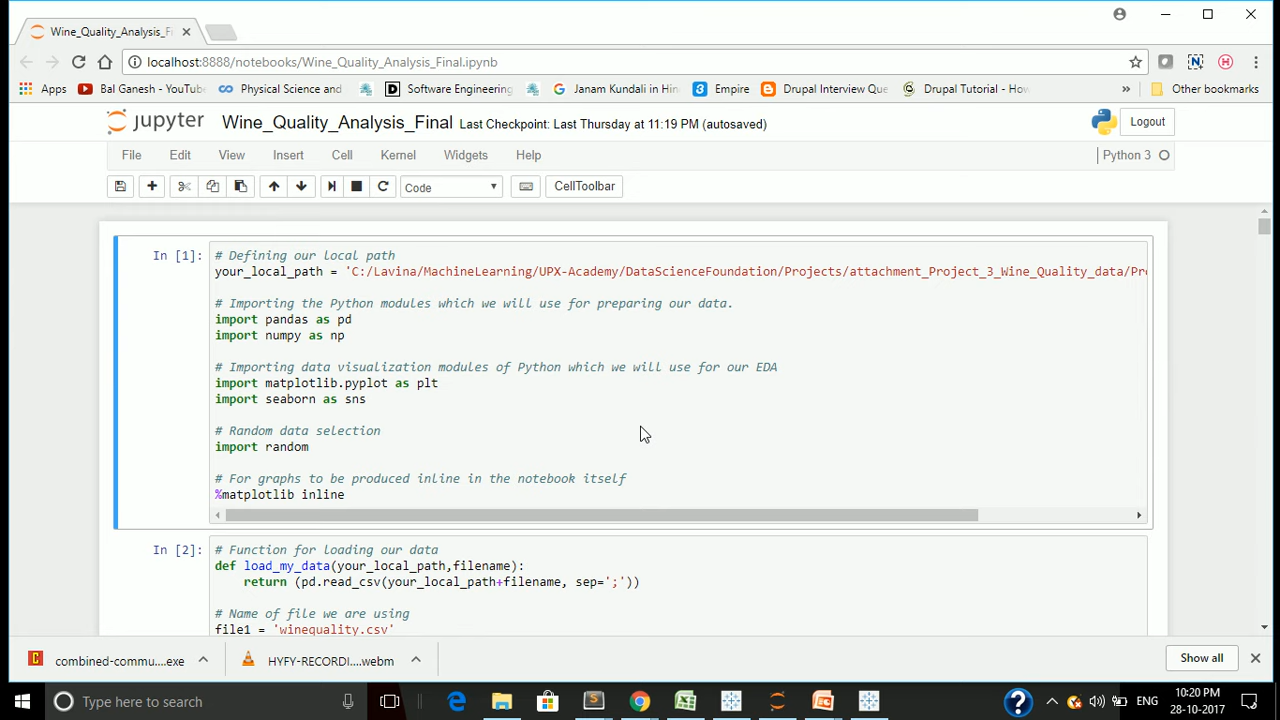 Wine_Quality_Analysis_Fi
localhost:8888/notebooks/Wine_Quality_Analysis_Final.ipynb
Apps Bal Ganesh - YouTube Physical Science and Software Engineering Janam Kundali in Hin Empire Drupal Interview Que Drupal Tutorial - How » Other bookmarks
jupyter Wine_Quality_Analysis_Final Last Checkpoint: Last Thursday at 11:19 PM (autosaved) Logout
File Edit View Insert Cell Kernel Widgets Help Python 3
Code CellToolbar
In [1]: # Defining our local path
your_local_path = 'C:/Lavina/MachineLearning/UPX-Academy/DataScienceFoundation/Projects/attachment_Project_3_Wine_Quality_data/Pr
# Importing the Python modules which we will use for preparing our data.
import pandas as pd
import numpy as np
# Importing data visualization modules of Python which we will use for our EDA
import matplotlib.pyplot as plt
import seaborn as sns
# Random data selection
import random
# For graphs to be produced inline in the notebook itself
%matplotlib inline
In [2]: # Function for loading our data
def load_my_data(your_local_path,filename):
return (pd.read_csv(your_local_path+filename, sep=';'))
# Name of file we are using
file1 = 'winequality.csv'
combined-commu....exe HYFY-RECORDI....webm Show all
Type here to search ENG 10:20 PM
28-10-2017